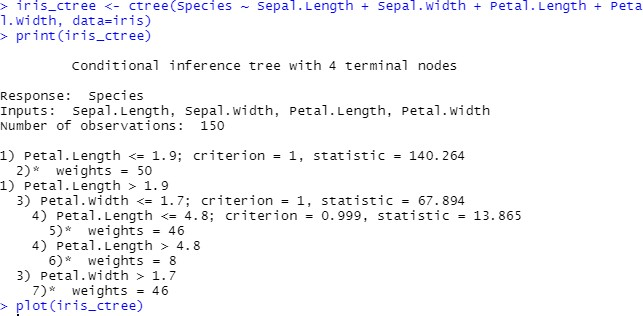 > iris_ctree <- ctree(Species ~ Sepal.Length + Sepal.Width + Petal.Length + Peta
l.Width, data=iris)
> print(iris_ctree)
Conditional inference tree with 4 terminal nodes
Response:  Species
Inputs:  Sepal.Length, Sepal.Width, Petal.Length, Petal.Width
Number of observations:  150
1) Petal.Length <= 1.9; criterion = 1, statistic = 140.264
2)*  weights = 50
1) Petal.Length > 1.9
3) Petal.Width <= 1.7; criterion = 1, statistic = 67.894
4) Petal.Length <= 4.8; criterion = 0.999, statistic = 13.865
5)*  weights = 46
4) Petal.Length > 4.8
6)*  weights = 8
3) Petal.Width > 1.7
7)*  weights = 46
> plot(iris_ctree)